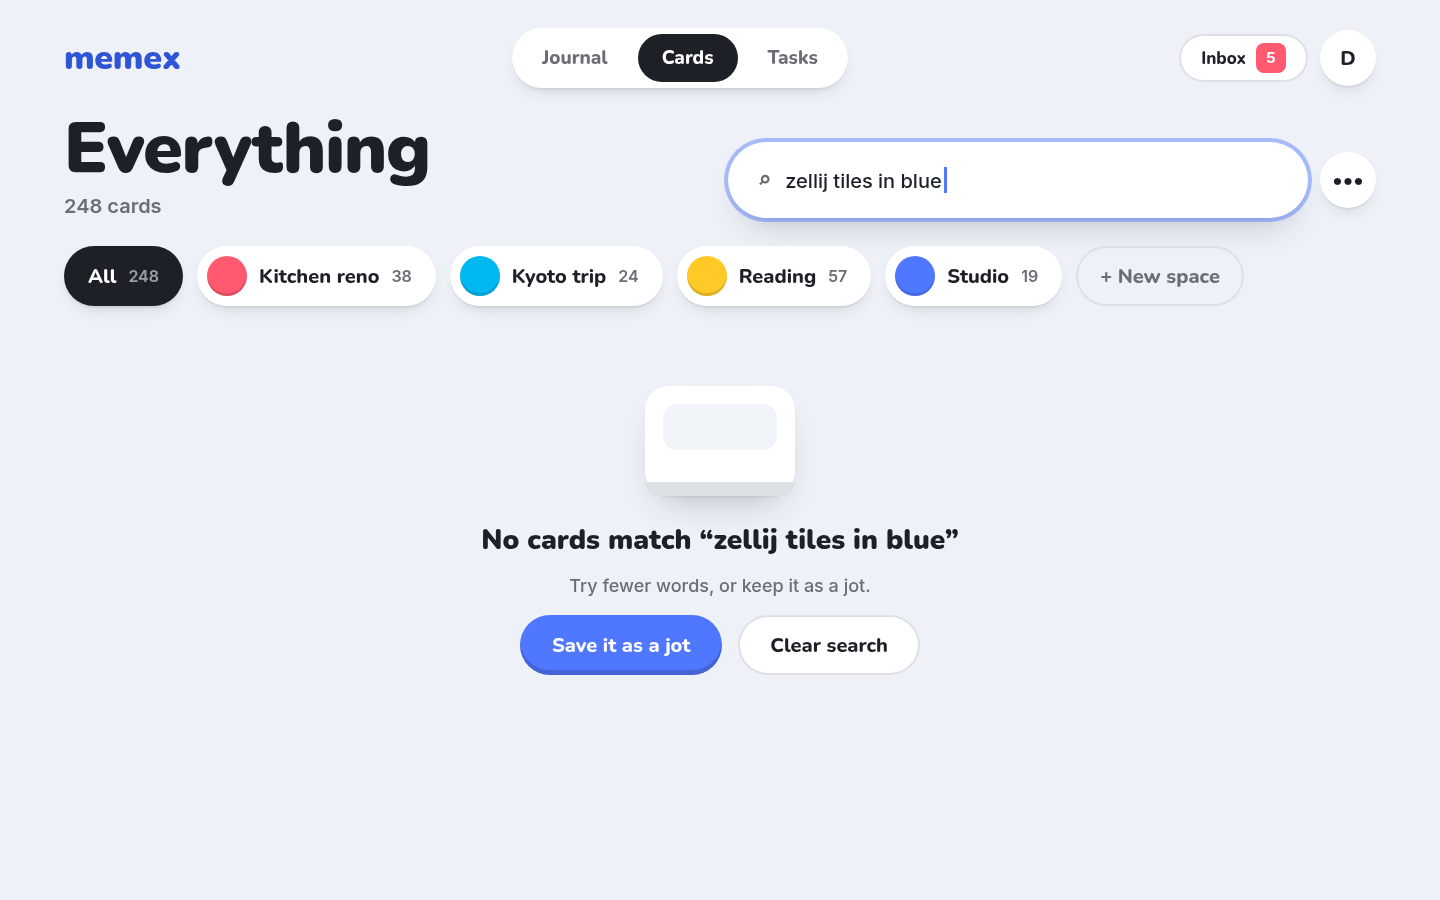 memex
Journal Cards Tasks
Inbox 5
D
Everything
248 cards
zellij tiles in blue
All 248
Kitchen reno 38
Kyoto trip 24
Reading 57
Studio 19
+ New space
No cards match “zellij tiles in blue”
Try fewer words, or keep it as a jot.
Save it as a jot
Clear search